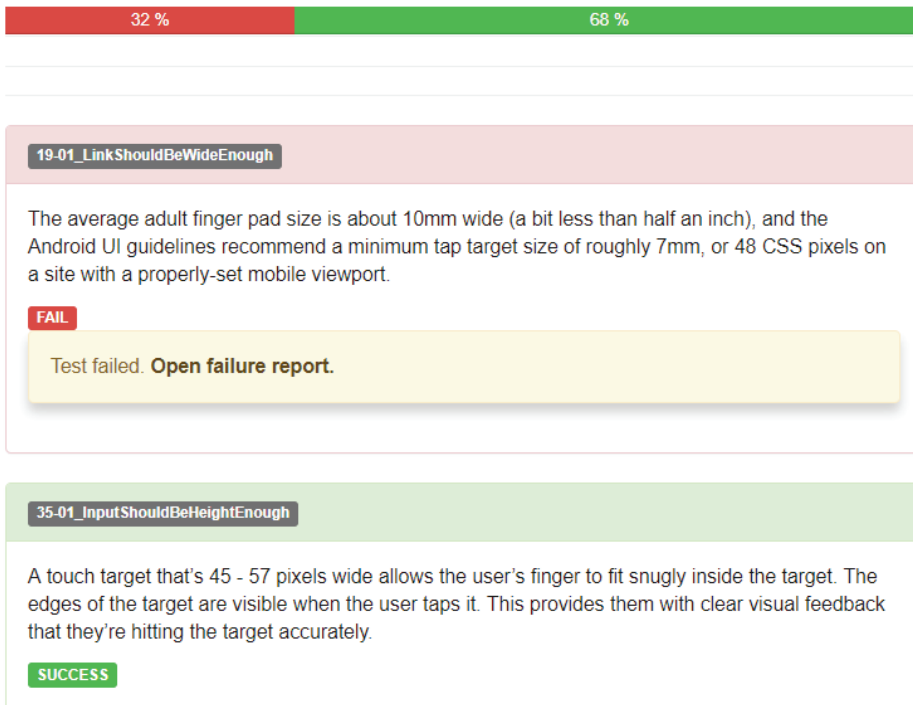 32 %
68 %
19-01_LinkShouldBeWideEnough
The average adult finger pad size is about 10mm wide (a bit less than half an inch), and the
Android UI guidelines recommend a minimum tap target size of roughly 7mm, or 48 CSS pixels on
a site with a properly-set mobile viewport.
FAIL
Test failed. Open failure report.
35-01_InputShouldBeHeightEnough
A touch target that’s 45 - 57 pixels wide allows the user’s finger to fit snugly inside the target. The
edges of the target are visible when the user taps it. This provides them with clear visual feedback
that they’re hitting the target accurately.
SUCCESS